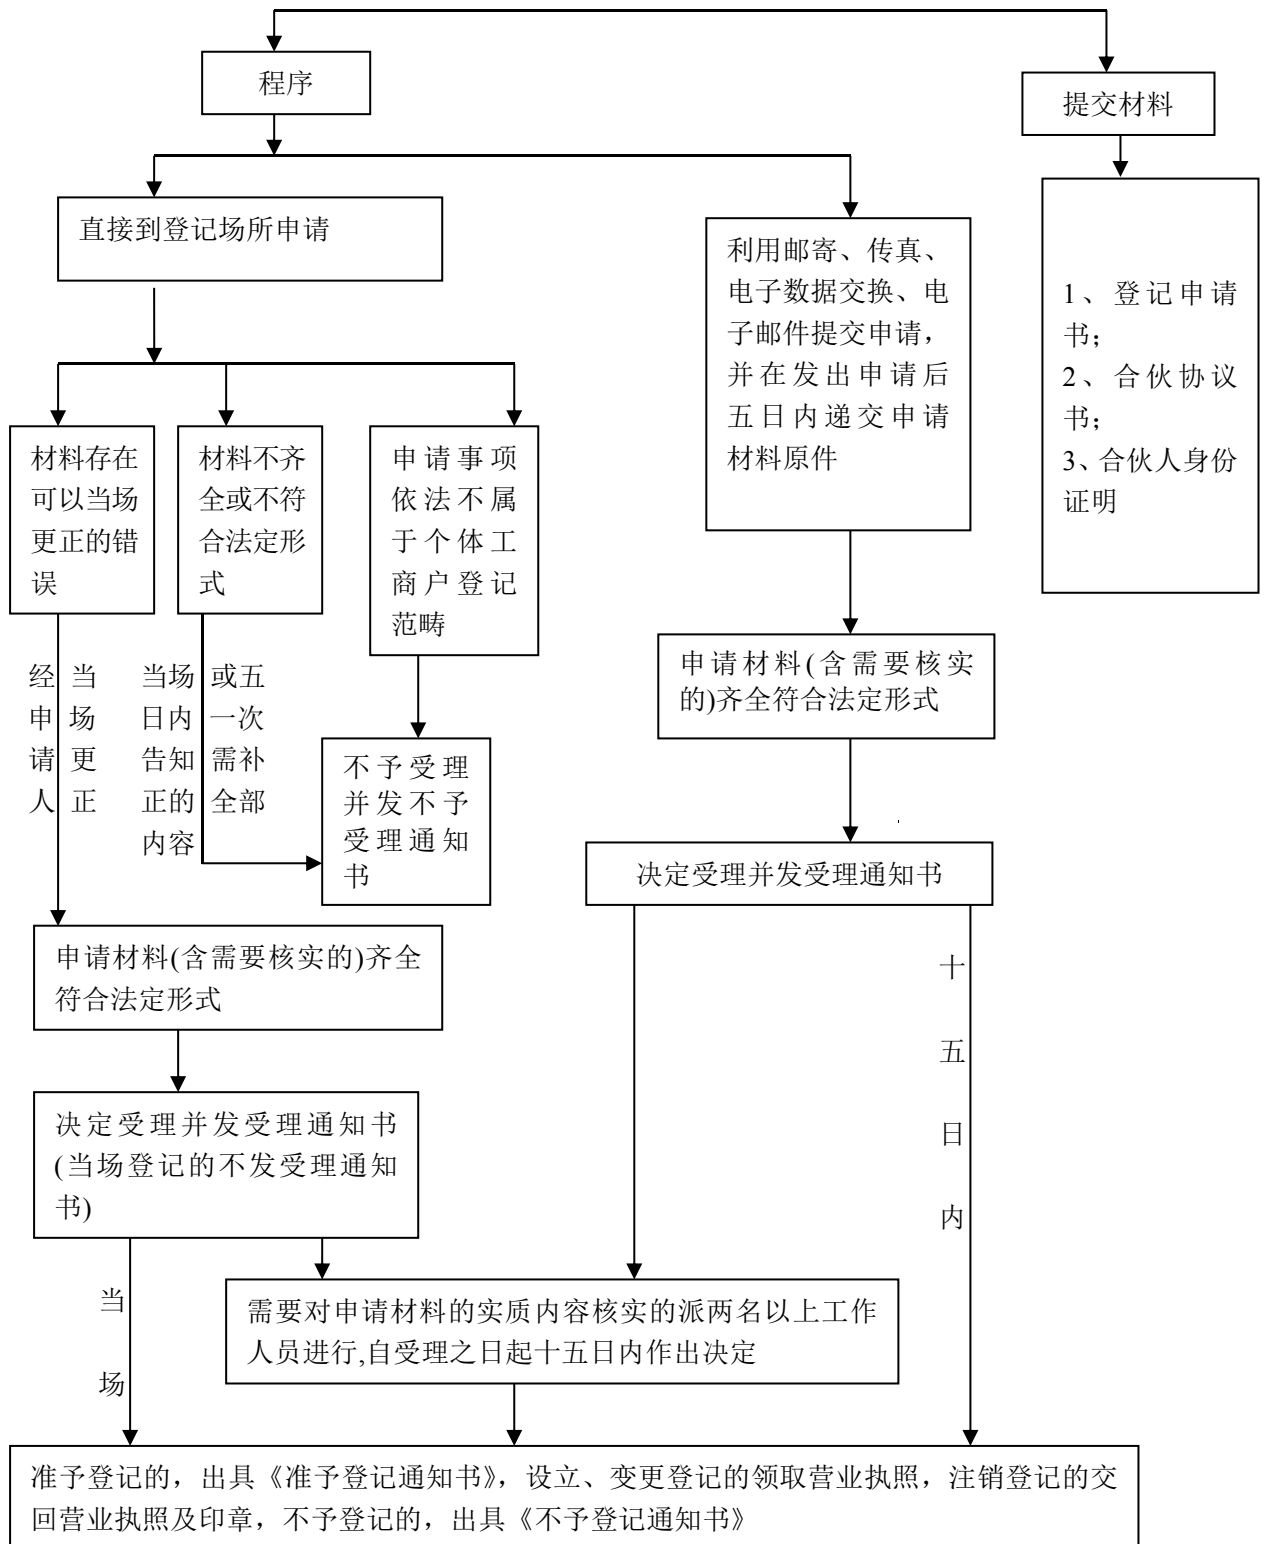 程序
提交材料
直接到登记场所申请
利用邮寄、传真、
电子数据交换、电
子邮件提交申请，
并在发出申请后
五日内递交申请
材料原件
1、登记申请
书；
2、合伙协议
书；
3、合伙人身份
证明
材料存在
可以当场
更正的错
误
材料不齐
全或不符
合法定形
式
申请事项
依法不属
于个体工
商户登记
范畴
经申请人
当场更正
当场 或五
日内 一次
告知 需补
正的 全部
内容
申请材料(含需要核实
的)齐全符合法定形式
不予受理
并发不予
受理通知
书
决定受理并发受理通知书
申请材料(含需要核实的)齐全
符合法定形式
十五日内
决定受理并发受理通知书
(当场登记的不发受理通知
书)
当场
需要对申请材料的实质内容核实的派两名以上工作
人员进行,自受理之日起十五日内作出决定
准予登记的，出具《准予登记通知书》，设立、变更登记的领取营业执照，注销登记的交
回营业执照及印章，不予登记的，出具《不予登记通知书》